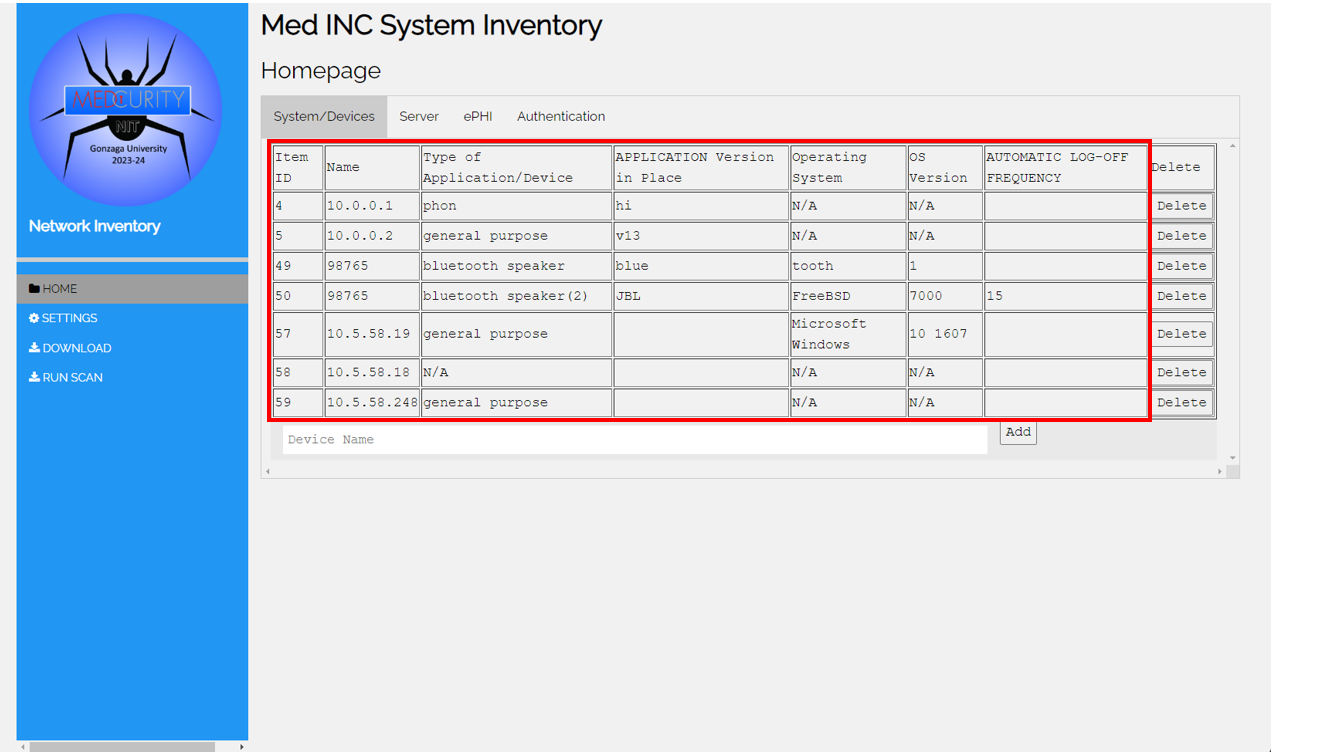 MEDCURITY
NIT
Gonzaga University
2023-24
Network Inventory
HOME
SETTINGS
DOWNLOAD
RUN SCAN
Med INC System Inventory
Homepage
System/Devices Server ePHI Authentication
Item ID Name Type of Application/Device APPLICATION Version in Place Operating System OS Version AUTOMATIC LOG-OFF FREQUENCY Delete
4 10.0.0.1 phon hi N/A N/A Delete
5 10.0.0.2 general purpose v13 N/A N/A Delete
49 98765 bluetooth speaker blue tooth 1 Delete
50 98765 bluetooth speaker(2) JBL FreeBSD 7000 15 Delete
57 10.5.58.19 general purpose Microsoft Windows 10 1607 Delete
58 10.5.58.18 N/A N/A N/A Delete
59 10.5.58.248 general purpose N/A N/A Delete
Device Name Add